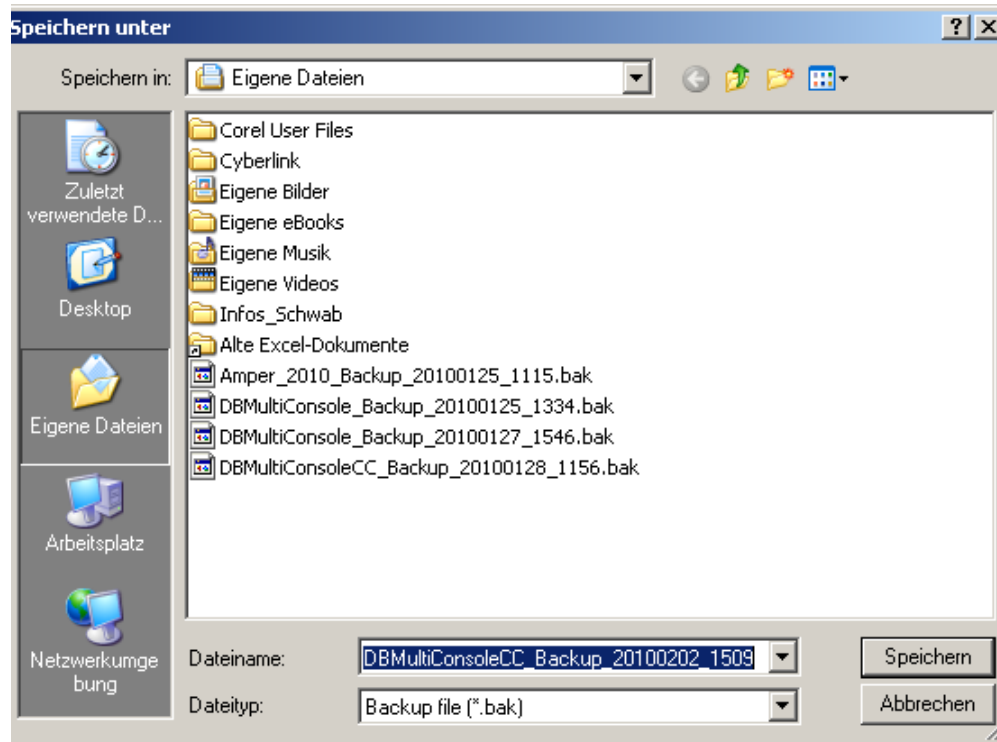 Speichern unter
Speichern in:
Eigene Dateien
Zuletzt
verwendete D...
Desktop
Eigene Dateien
Arbeitsplatz
Netzwerkumge
bung
Corel User Files
Cyberlink
Eigene Bilder
Eigene eBooks
Eigene Musik
Eigene Videos
Infos_Schwab
Alte Excel-Dokumente
Amper_2010_Backup_20100125_1115.bak
DBMultiConsole_Backup_20100125_1334.bak
DBMultiConsole_Backup_20100127_1546.bak
DBMultiConsoleCC_Backup_20100128_1156.bak
Dateiname:
DBMultiConsoleCC_Backup_20100202_1509
Speichern
Dateityp:
Backup file (*.bak)
Abbrechen